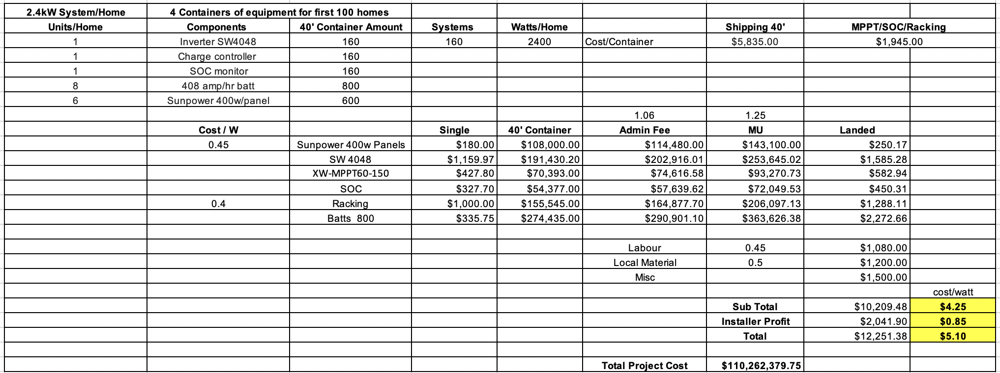 2.4kW System/Home 4 Containers of equipment for first 100 homes
Units/Home Components 40' Container Amount Systems Watts/Home Shipping 40' MPPT/SOC/Racking
1 Inverter SW4048 160 160 2400 Cost/Container $5,835.00 $1,945.00
1 Charge controller 160
1 SOC monitor 160
8 408 amp/hr batt 800
6 Sunpower 400w/panel 600
1.06 1.25
Cost / W Single 40' Container Admin Fee MU Landed
0.45 Sunpower 400w Panels $180.00 $108,000.00 $114,480.00 $143,100.00 $250.17
SW 4048 $1,159.97 $191,430.20 $202,916.01 $253,645.02 $1,585.28
XW-MPPT60-150 $427.80 $70,393.00 $74,616.58 $93,270.73 $582.94
SOC $327.70 $54,377.00 $57,639.62 $72,049.53 $450.31
0.4 Racking $1,000.00 $155,545.00 $164,877.70 $206,097.13 $1,288.11
Batts 800 $335.75 $274,435.00 $290,901.10 $363,626.38 $2,272.66
Labour 0.45 $1,080.00
Local Material 0.5 $1,200.00
Misc $1,500.00
cost/watt
Sub Total $10,209.48 $4.25
Installer Profit $2,041.90 $0.85
Total $12,251.38 $5.10
Total Project Cost $110,262,379.75